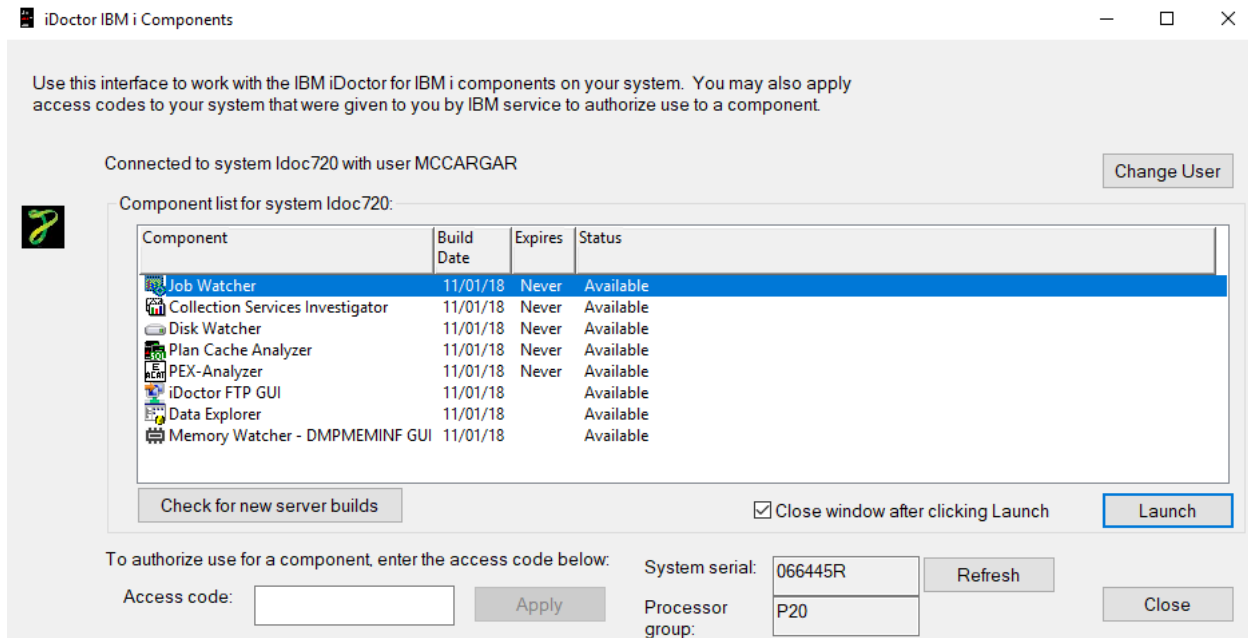 iDoctor IBM i Components
Use this interface to work with the IBM iDoctor for IBM i components on your system. You may also apply
access codes to your system that were given to you by IBM service to authorize use to a component.
Connected to system Idoc720 with user MCCARGAR
Change User
Component list for system Idoc720:
Component Build Date Expires Status
Job Watcher 11/01/18 Never Available
Collection Services Investigator 11/01/18 Never Available
Disk Watcher 11/01/18 Never Available
Plan Cache Analyzer 11/01/18 Never Available
PEX-Analyzer 11/01/18 Never Available
iDoctor FTP GUI 11/01/18 Available
Data Explorer 11/01/18 Available
Memory Watcher - DMPMEMINF GUI 11/01/18 Available
Check for new server builds
Close window after clicking Launch
Launch
To authorize use for a component, enter the access code below:
Access code:
Apply
System serial: 066445R
Refresh
Processor group: P20
Close